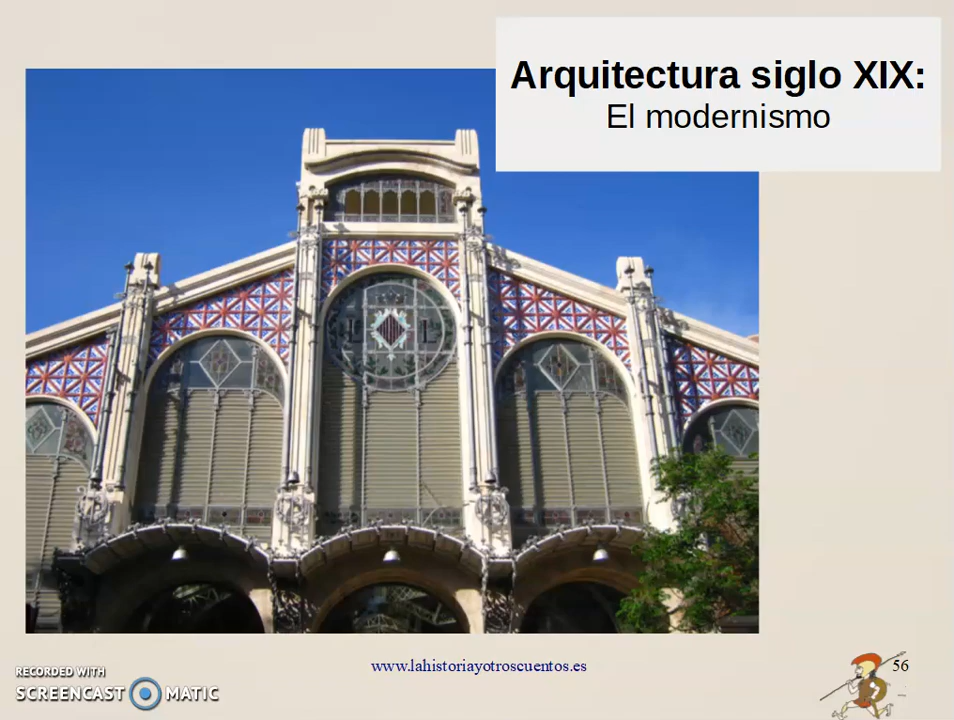 Arquitectura siglo XIX:
El modernismo
L L
www.lahistoriayotroscuentos.es
56
RECORDED WITH
SCREENCAST MATIC